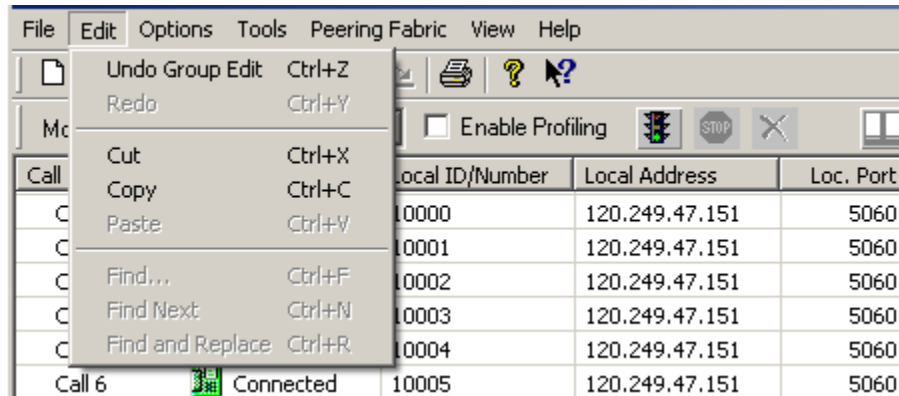 File Edit Options Tools Peering Fabric View Help
Undo Group Edit Ctrl+Z
Redo Ctrl+Y
Enable Profiling STOP
Cut Ctrl+X
Copy Ctrl+C
Paste Ctrl+V
Find... Ctrl+F
Find Next Ctrl+N
Find and Replace Ctrl+R
Call Local ID/Number Local Address Loc. Port
10000 120.249.47.151 5060
10001 120.249.47.151 5060
10002 120.249.47.151 5060
10003 120.249.47.151 5060
10004 120.249.47.151 5060
Call 6 Connected 10005 120.249.47.151 5060